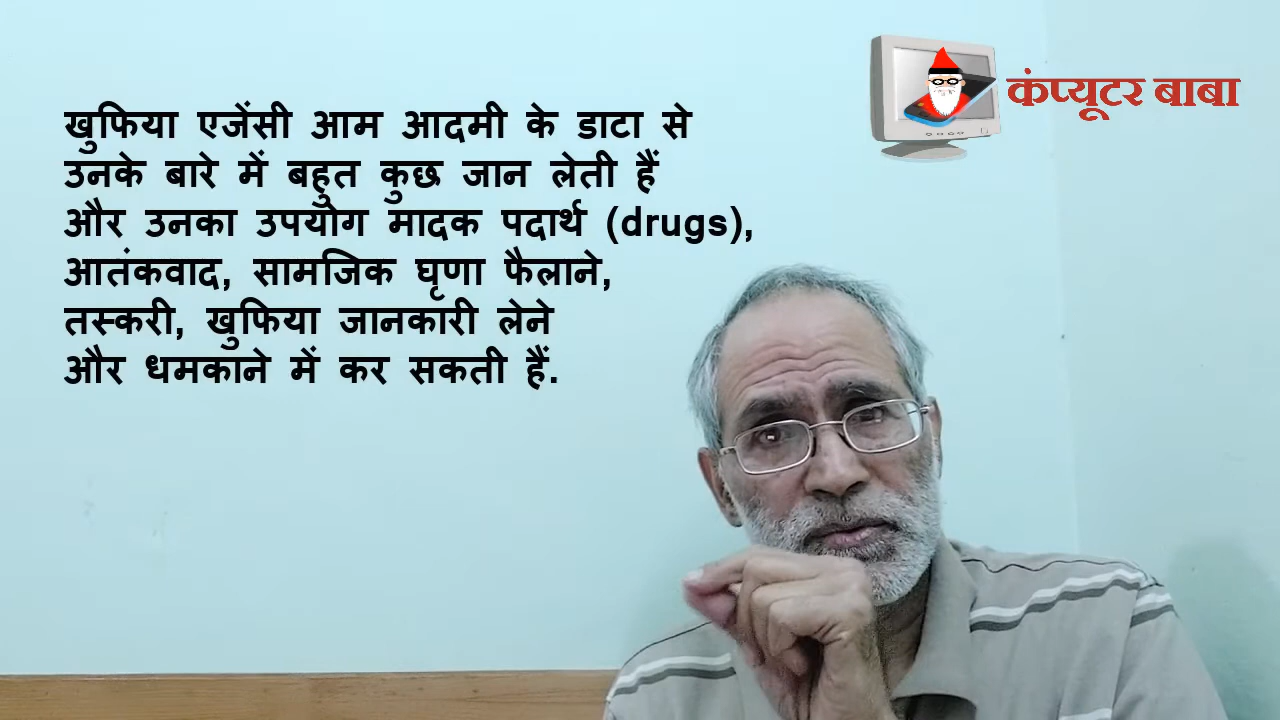 खुफिया एजेंसी आम आदमी के डाटा से
उनके बारे में बहुत कुछ जान लेती हैं
और उनका उपयोग मादक पदार्थ (drugs),
आतंकवाद, सामजिक घृणा फैलाने,
तस्करी, खुफिया जानकारी लेने
और धमकाने में कर सकती हैं.
कंप्यूटर बाबा